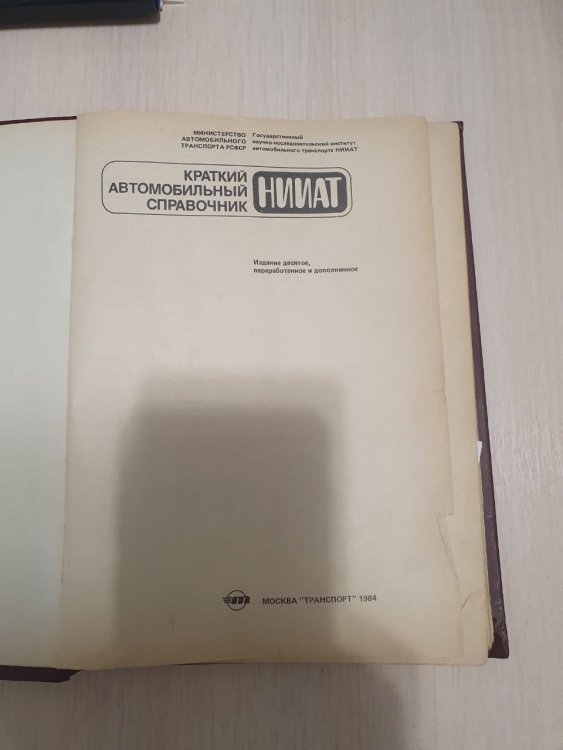 МИНИСТЕРСТВО
АВТОМОБИЛЬНОГО
ТРАНСПОРТА РСФСР
Государственный
научно-исследовательский институт
автомобильного транспорта НИИАТ
КРАТКИЙ
АВТОМОБИЛЬНЫЙ
СПРАВОЧНИК
НИИАТ
Издание десятое,
переработанное и дополненное
МОСКВА "ТРАНСПОРТ" 1984